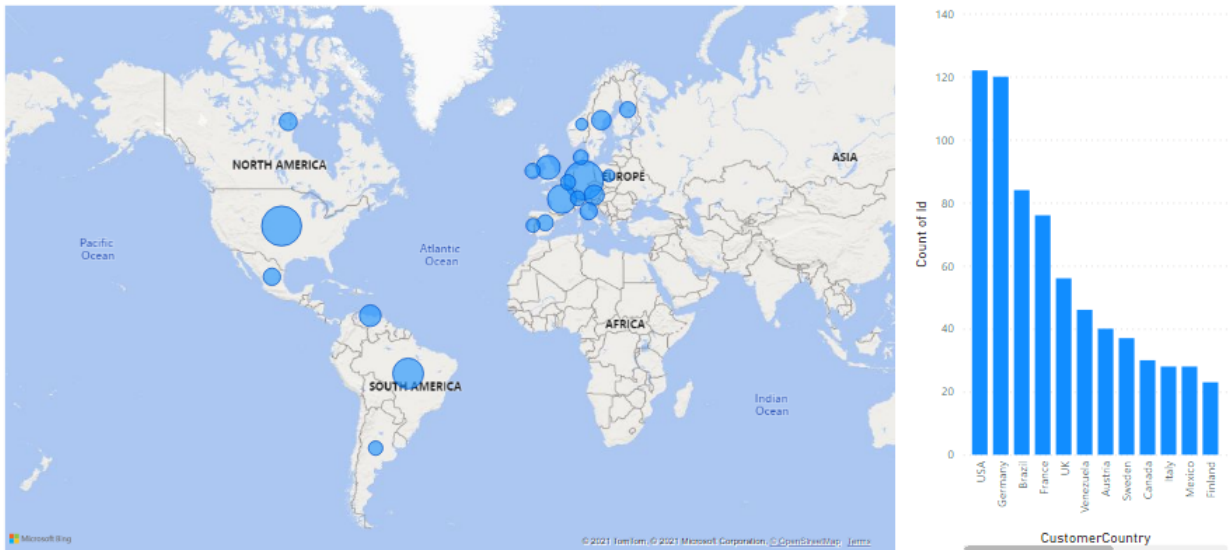 NORTH AMERICA
ASIA
EUROPE
Pacific
Ocean
Atlantic
Ocean
AFRICA
SOUTH AMERICA
Indian
Ocean
Microsoft Bing
© 2021 TomTom, © 2021 Microsoft Corporation, © OpenStreetMap Terms
140
120
100
80
60
40
20
0
Count of Id
USA
Germany
Brazil
France
UK
Venezuela
Austria
Sweden
Canada
Italy
Mexico
Finland
CustomerCountry